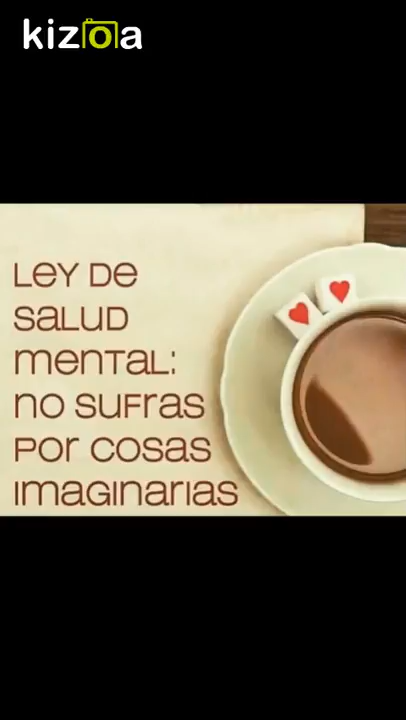 kizoa
Ley de
salud
mental:
no sufras
por cosas
imaginarias